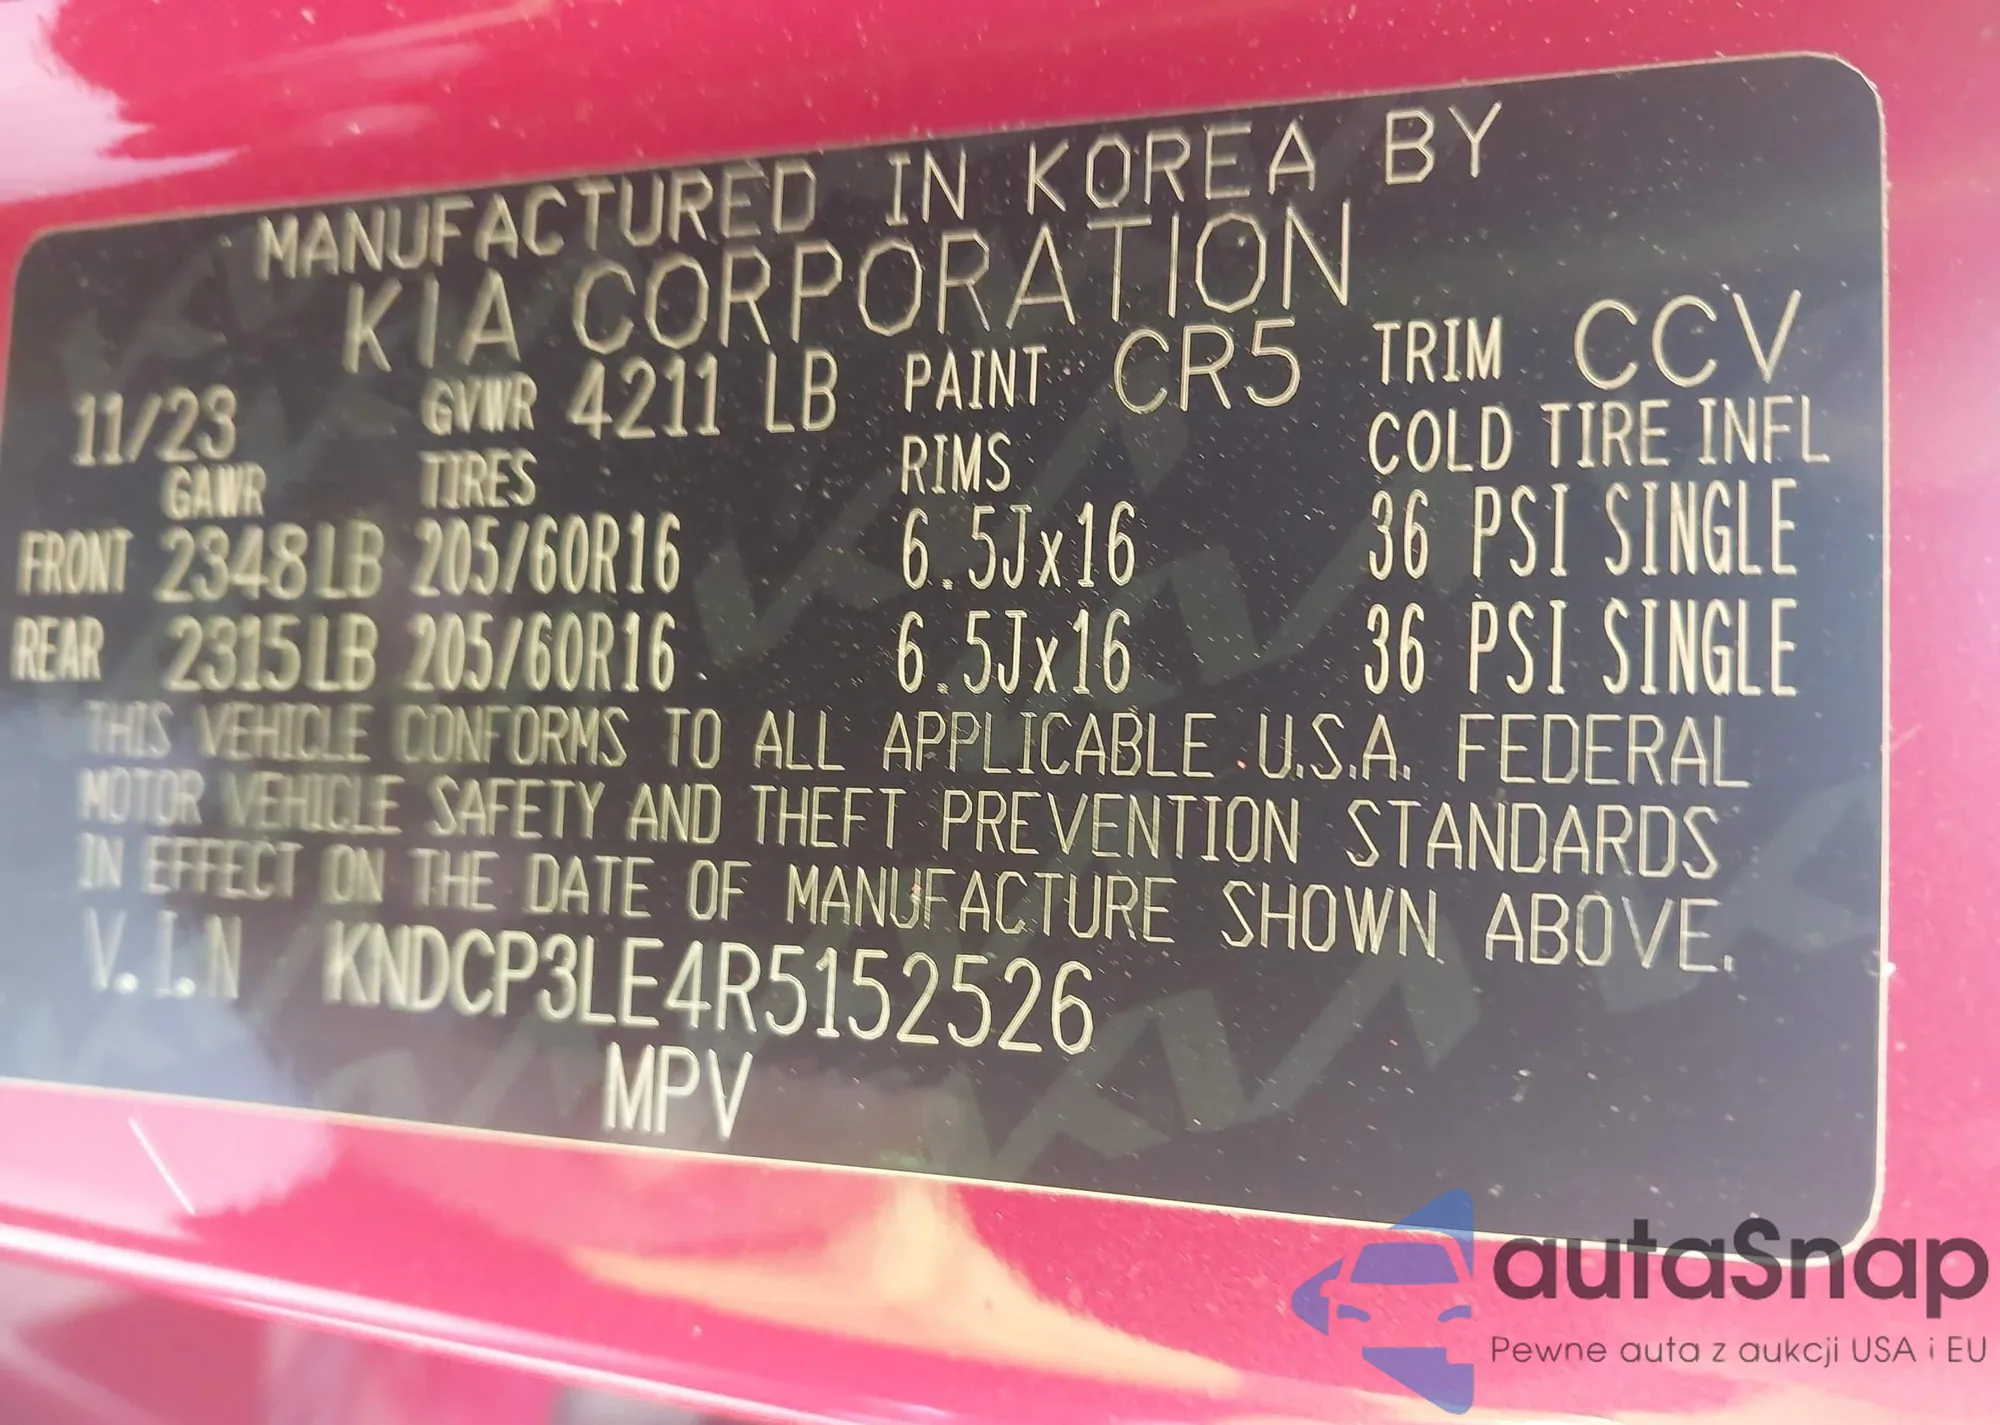 MANUFACTURED IN KOREA BY
KIA CORPORATION
11/23 GVWR 4211 LB PAINT CR5 TRIM CCV
GAWR TIRES RIMS COLD TIRE INFL
FRONT 2348LB 205/60R16 6.5Jx16 36 PSI SINGLE
REAR 2315LB 205/60R16 6.5Jx16 36 PSI SINGLE
THIS VEHICLE CONFORMS TO ALL APPLICABLE U.S.A. FEDERAL
MOTOR VEHICLE SAFETY AND THEFT PREVENTION STANDARDS
IN EFFECT ON THE DATE OF MANUFACTURE SHOWN ABOVE.
V.I.N KNDCP3LE4R5152526
MPV
autaSnap
Pewne auta z aukcji USA i EU